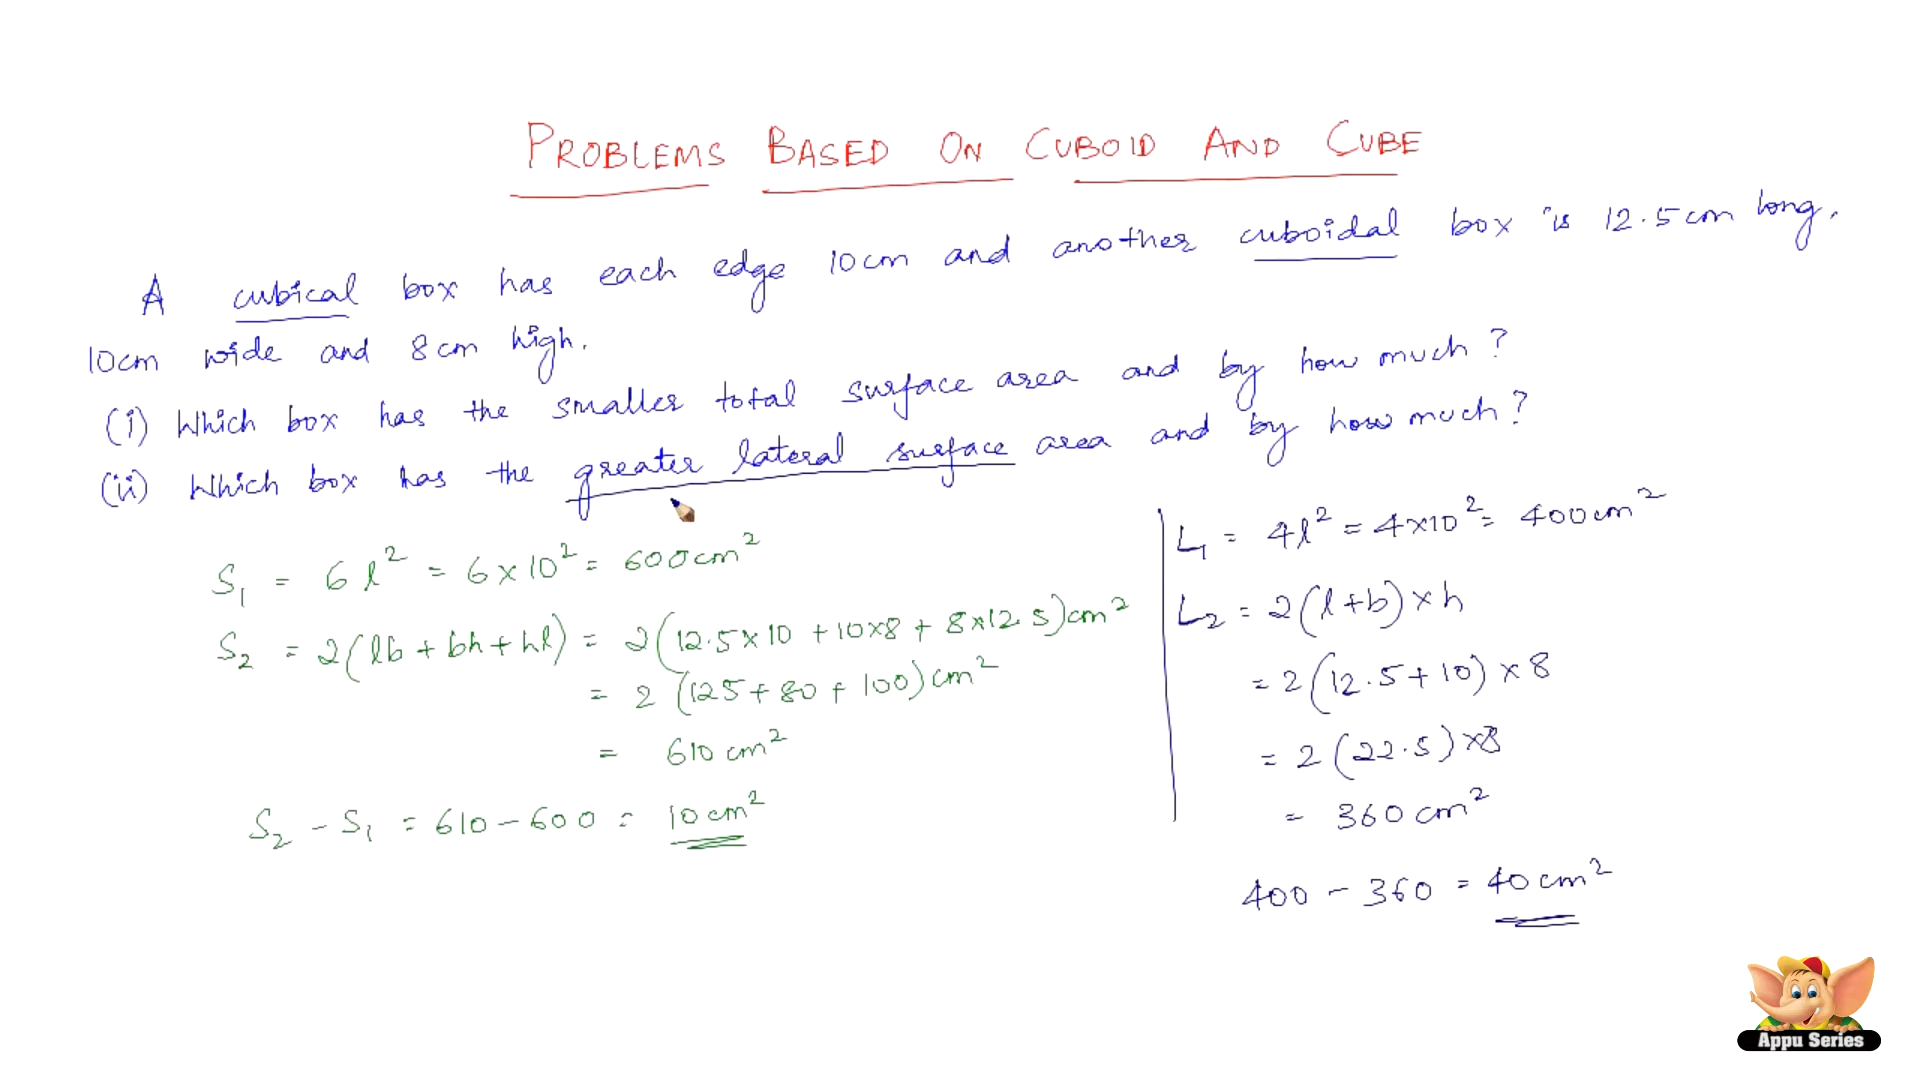 PROBLEMS BASED ON CUBOID AND CUBE
A cubical box has each edge 10cm and another cuboidal box is 12.5cm long,
10cm wide and 8cm high.
(i) Which box has the smaller total surface area and by how much?
(ii) Which box has the greater lateral surface area and by how much?
S₁ = 6l² = 6×10² = 600cm²
S₂ = 2(lb+bh+hl) = 2(12.5×10+10×8+8×12.5)cm²
= 2(125+80+100)cm²
= 610cm²
S₂-S₁ = 610-600 = 10cm²
L₁ = 4l² = 4×10² = 400cm²
L₂ = 2(l+b)×h
= 2(12.5+10)×8
= 2(22.5)×8
= 360cm²
400-360 = 40cm²
Appu Series